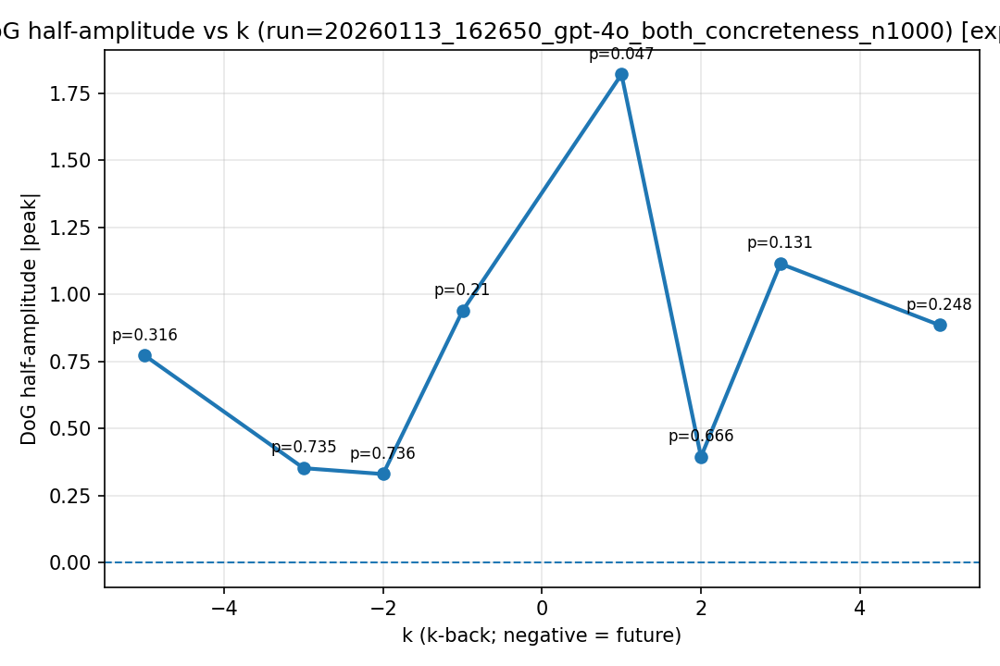 G half-amplitude vs k (run=20260113_162650_gpt-4o_both_concreteness_n1000)
p=0.047
1.75
1.50
1.25
p=0.131
1.00
p=0.21
p=0.248
p=0.316
0.75
0.50
p=0.735
p=0.736
p=0.666
0.25
0.00
DoG half-amplitude |peak|
−4
−2
0
2
4
k (k-back; negative = future)